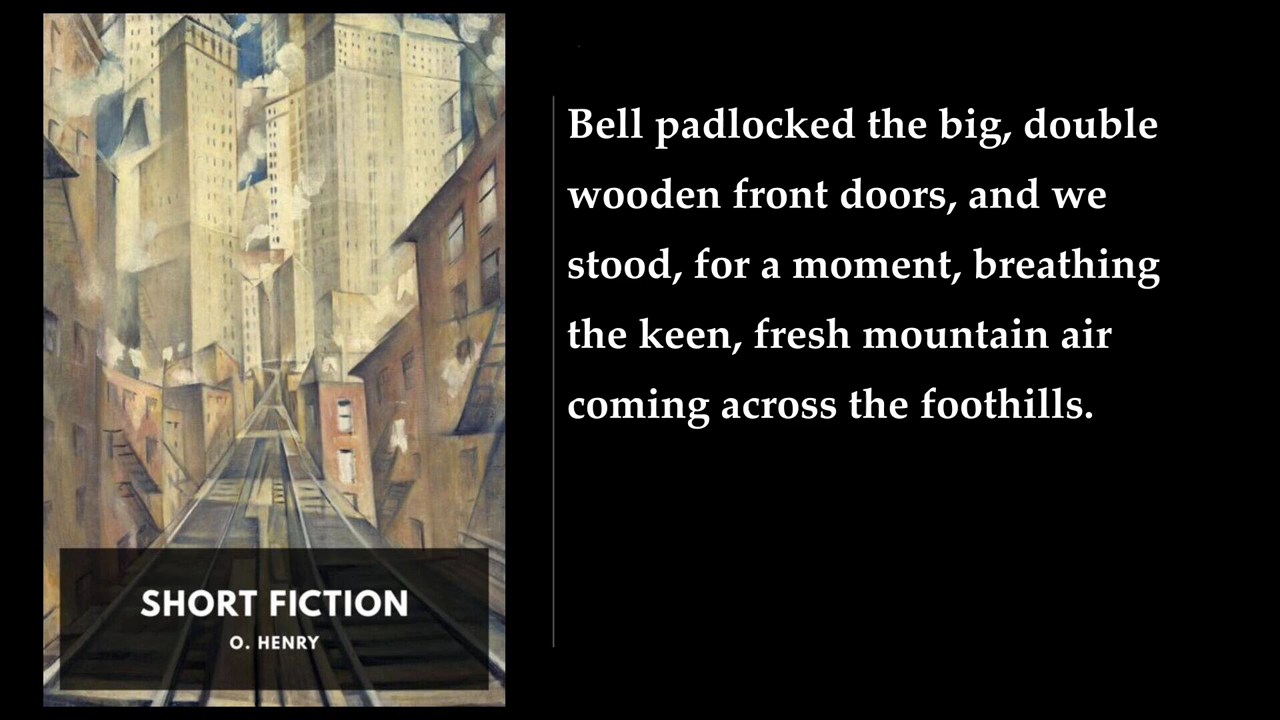 SHORT FICTION
O. HENRY
Bell padlocked the big, double
wooden front doors, and we
stood, for a moment, breathing
the keen, fresh mountain air
coming across the foothills.